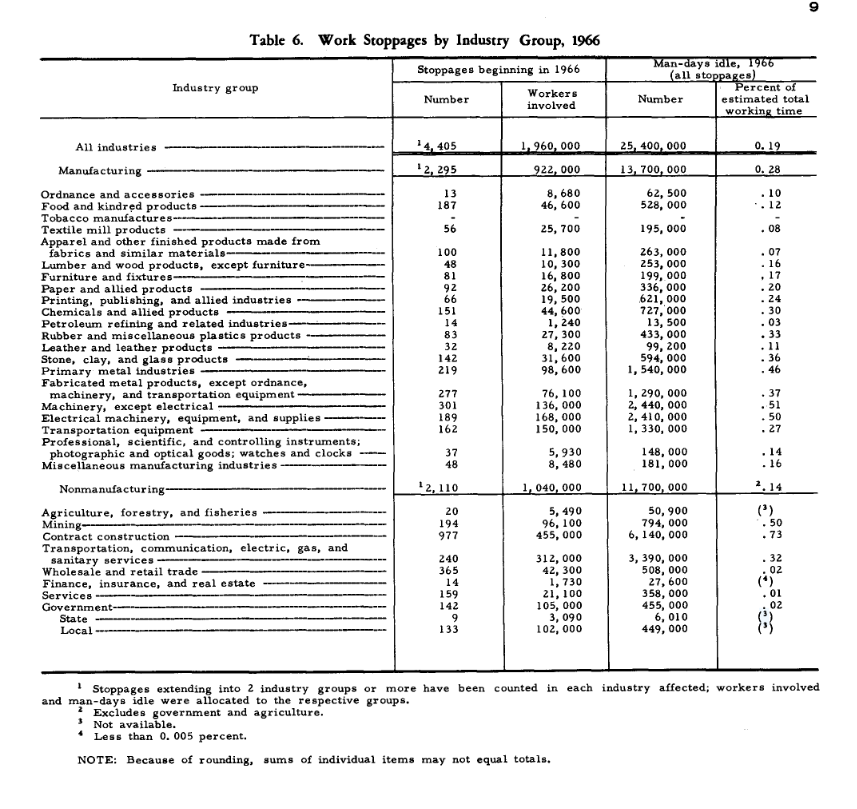 9
Table 6. Work Stoppages by Industry Group, 1966
Industry group
Stoppages beginning in 1966
Man-days idle, 1966
(all stoppages)
Number
Workers
involved
Number
Percent of
estimated total
working time
All industries 1 4,405 1,960,000 25,400,000 0.19
Manufacturing 1 2,295 922,000 13,700,000 0.28
Ordnance and accessories 13 8,680 62,500 .10
Food and kindred products 187 46,600 528,000 .12
Tobacco manufactures - - - -
Textile mill products 56 25,700 195,000 .08
Apparel and other finished products made from
fabrics and similar materials 100 11,800 263,000 .07
Lumber and wood products, except furniture 48 10,300 253,000 .16
Furniture and fixtures 81 16,800 199,000 .17
Paper and allied products 92 26,200 336,000 .20
Printing, publishing, and allied industries 66 19,500 621,000 .24
Chemicals and allied products 151 44,600 727,000 .30
Petroleum refining and related industries 14 1,240 13,500 .03
Rubber and miscellaneous plastics products 83 27,300 433,000 .33
Leather and leather products 32 8,220 99,200 .11
Stone, clay, and glass products 142 31,600 594,000 .36
Primary metal industries 219 98,600 1,540,000 .46
Fabricated metal products, except ordnance,
machinery, and transportation equipment 277 76,100 1,290,000 .37
Machinery, except electrical 301 136,000 2,440,000 .51
Electrical machinery, equipment, and supplies 189 168,000 2,410,000 .50
Transportation equipment 162 150,000 1,330,000 .27
Professional, scientific, and controlling instruments;
photographic and optical goods; watches and clocks 37 5,930 148,000 .14
Miscellaneous manufacturing industries 48 8,480 181,000 .16
Nonmanufacturing 1 2,110 1,040,000 11,700,000 2 .14
Agriculture, forestry, and fisheries 20 5,490 50,900 (3)
Mining 194 96,100 794,000 .50
Contract construction 977 455,000 6,140,000 .73
Transportation, communication, electric, gas, and
sanitary services 240 312,000 3,390,000 .32
Wholesale and retail trade 365 42,300 508,000 .02
Finance, insurance, and real estate 14 1,730 27,600 (4)
Services 159 21,100 358,000 .01
Government 142 105,000 455,000 .02
State 9 3,090 6,010 (3)
Local 133 102,000 449,000 (3)
1 Stoppages extending into 2 industry groups or more have been counted in each industry affected; workers involved
and man-days idle were allocated to the respective groups.
2 Excludes government and agriculture.
3 Not available.
4 Less than 0.005 percent.
NOTE: Because of rounding, sums of individual items may not equal totals.